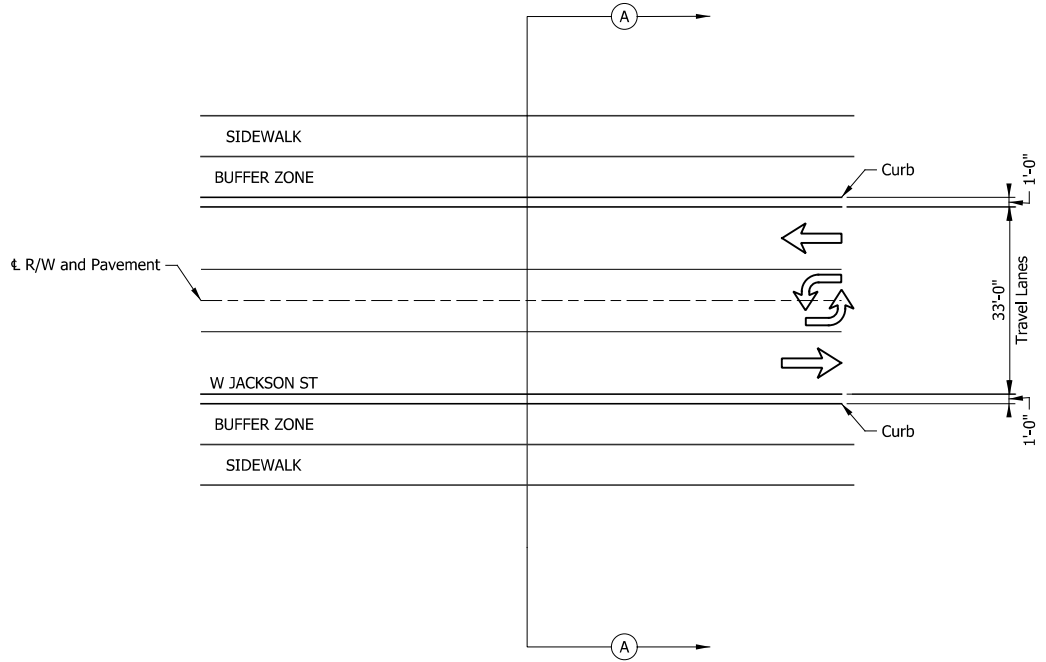 A
SIDEWALK
BUFFER ZONE
Curb
1'-0"
℄ R/W and Pavement
33'-0"
Travel Lanes
W JACKSON ST
BUFFER ZONE
Curb
1'-0"
SIDEWALK
A